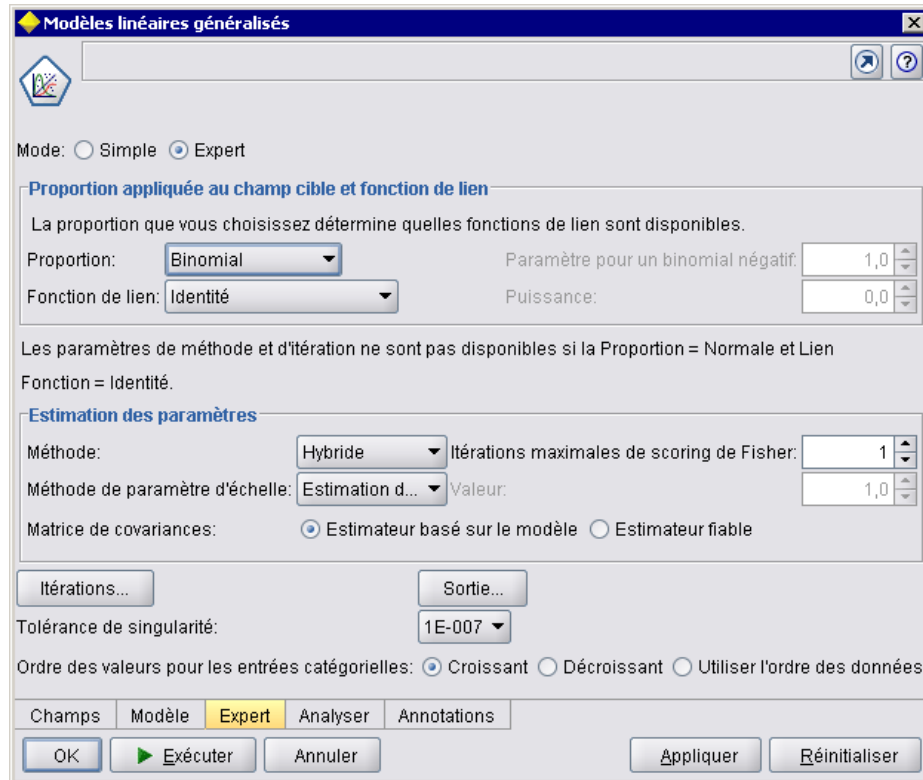 Modèles linéaires généralisés
Mode: Simple Expert
Proportion appliquée au champ cible et fonction de lien
La proportion que vous choisissez détermine quelles fonctions de lien sont disponibles.
Proportion: Binomial Paramètre pour un binomial négatif: 1,0
Fonction de lien: Identité Puissance: 0,0
Les paramètres de méthode et d'itération ne sont pas disponibles si la Proportion = Normale et Lien
Fonction = Identité.
Estimation des paramètres
Méthode: Hybride Itérations maximales de scoring de Fisher: 1
Méthode de paramètre d'échelle: Estimation d... Valeur: 1,0
Matrice de covariances: Estimateur basé sur le modèle Estimateur fiable
Itérations... Sortie...
Tolérance de singularité: 1E-007
Ordre des valeurs pour les entrées catégorielles: Croissant Décroissant Utiliser l'ordre des données
Champs Modèle Expert Analyser Annotations
OK Exécuter Annuler Appliquer Réinitialiser